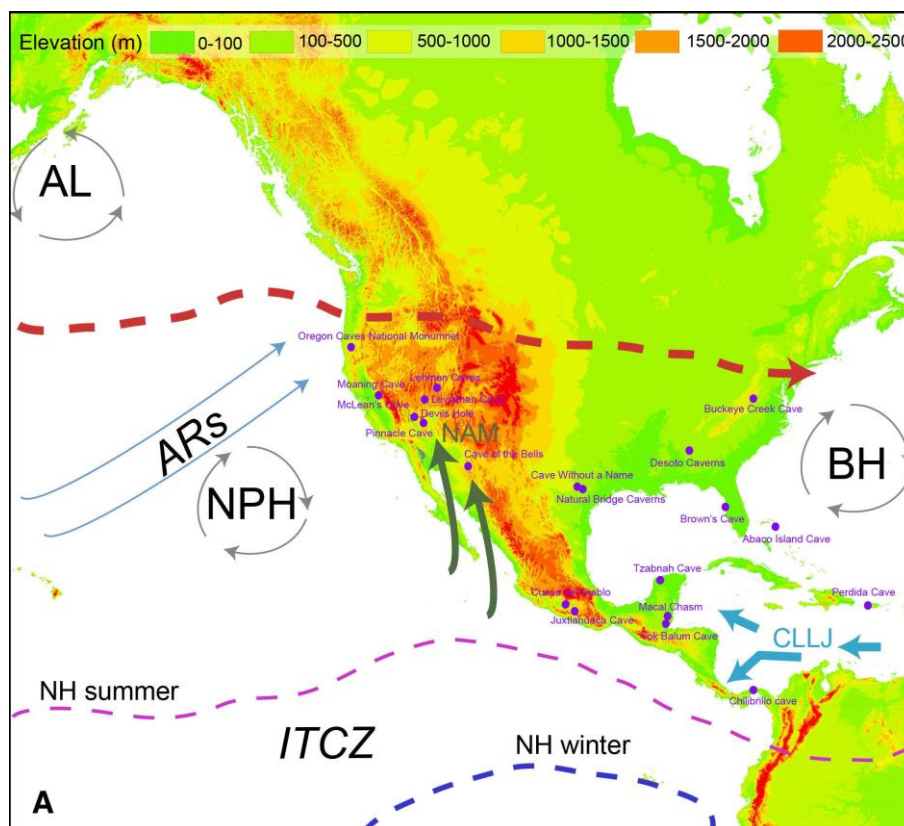 Elevation (m) 0-100 100-500 500-1000 1000-1500 1500-2000 2000-2500
AL
Oregon Caves National Monumnet
Lehman Caves
Moaning Cave
Leviathan Cave
McLean's Cave
Devils Hole
Pinnacle Cave
Buckeye Creek Cave
ARs
NAM
Cave of the Bells
Desoto Caverns
BH
NPH
Cave Without a Name
Natural Bridge Caverns
Brown's Cave
Abaco Island Cave
Tzabnah Cave
Cueva del Diablo
Perdida Cave
Macal Chasm
Juxtlahuaca Cave
Yok Balum Cave
CLLJ
NH summer
Chilibrillo cave
ITCZ
NH winter
A